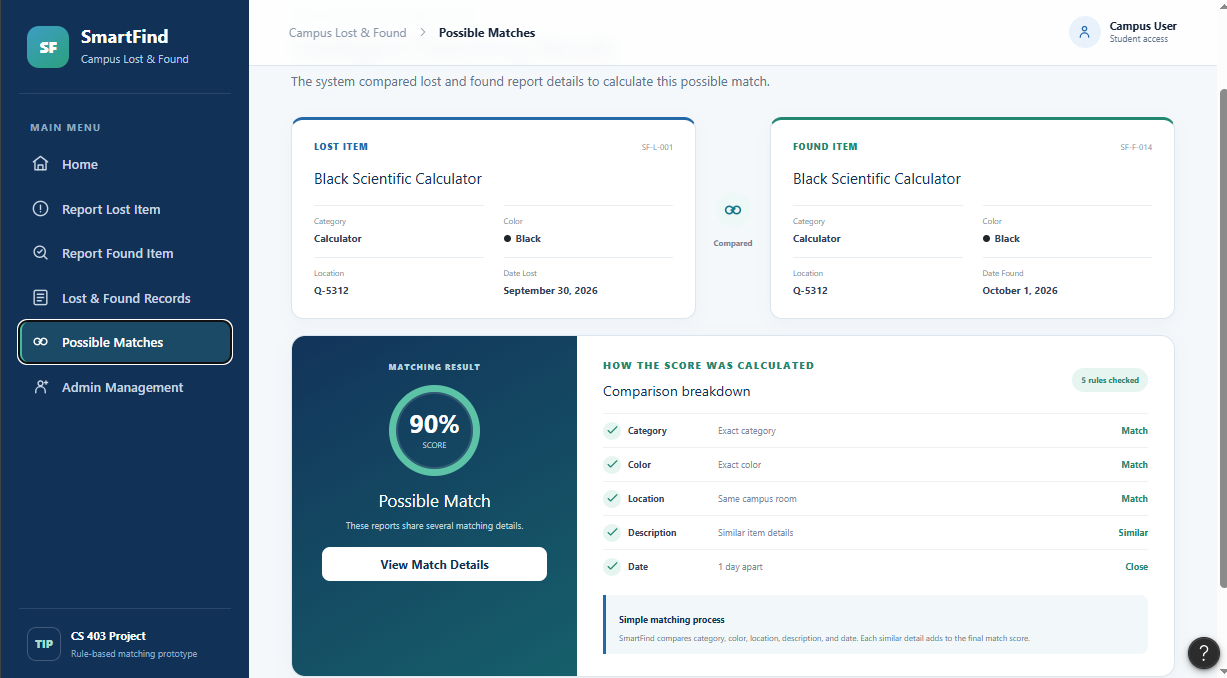 SF
SmartFind
Campus Lost & Found
MAIN MENU
Home
Report Lost Item
Report Found Item
Lost & Found Records
Possible Matches
Admin Management
TIP
CS 403 Project
Rule-based matching prototype
Campus Lost & Found > Possible Matches
Campus User
Student access
The system compared lost and found report details to calculate this possible match.
LOST ITEM SF-L-001
Black Scientific Calculator
Category Color
Calculator Black
Location Date Lost
Q-5312 September 30, 2026
Compared
FOUND ITEM SF-F-014
Black Scientific Calculator
Category Color
Calculator Black
Location Date Found
Q-5312 October 1, 2026
MATCHING RESULT
90%
SCORE
Possible Match
These reports share several matching details.
View Match Details
HOW THE SCORE WAS CALCULATED
Comparison breakdown
5 rules checked
Category Exact category Match
Color Exact color Match
Location Same campus room Match
Description Similar item details Similar
Date 1 day apart Close
Simple matching process
SmartFind compares category, color, location, description, and date. Each similar detail adds to the final match score.
?